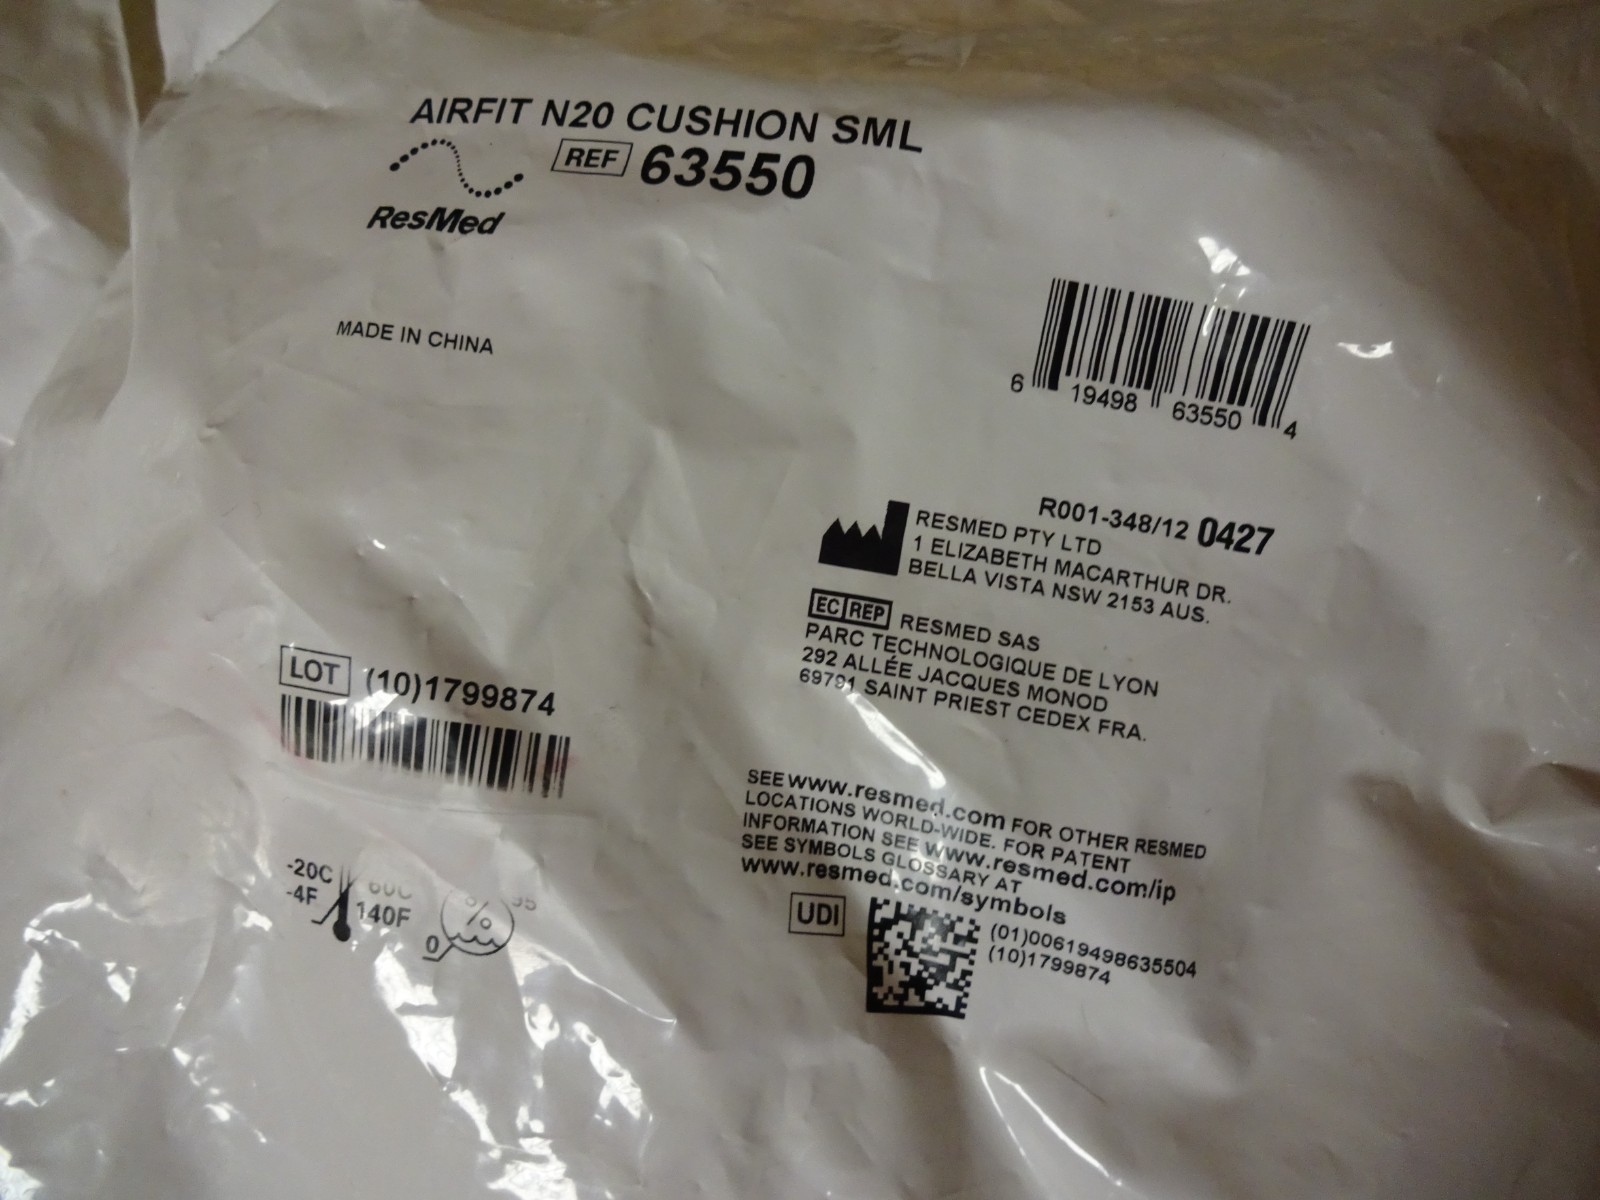 AIRFIT N20 CUSHION SML
REF 63550
ResMed
MADE IN CHINA
6 19498 63550 4
R001-348/12 0427
RESMED PTY LTD
1 ELIZABETH MACARTHUR DR.
BELLA VISTA NSW 2153 AUS.
EC REP RESMED SAS
PARC TECHNOLOGIQUE DE LYON
292 ALLÉE JACQUES MONOD
69791 SAINT PRIEST CEDEX FRA.
LOT (10)1799874
SEE www.resmed.com FOR OTHER RESMED
LOCATIONS WORLD-WIDE. FOR PATENT
INFORMATION SEE www.resmed.com/ip
SEE SYMBOLS GLOSSARY AT
www.resmed.com/symbols
-20C 60C
-4F 140F
0 % 95
UDI
(01)00619498635504
(10)1799874